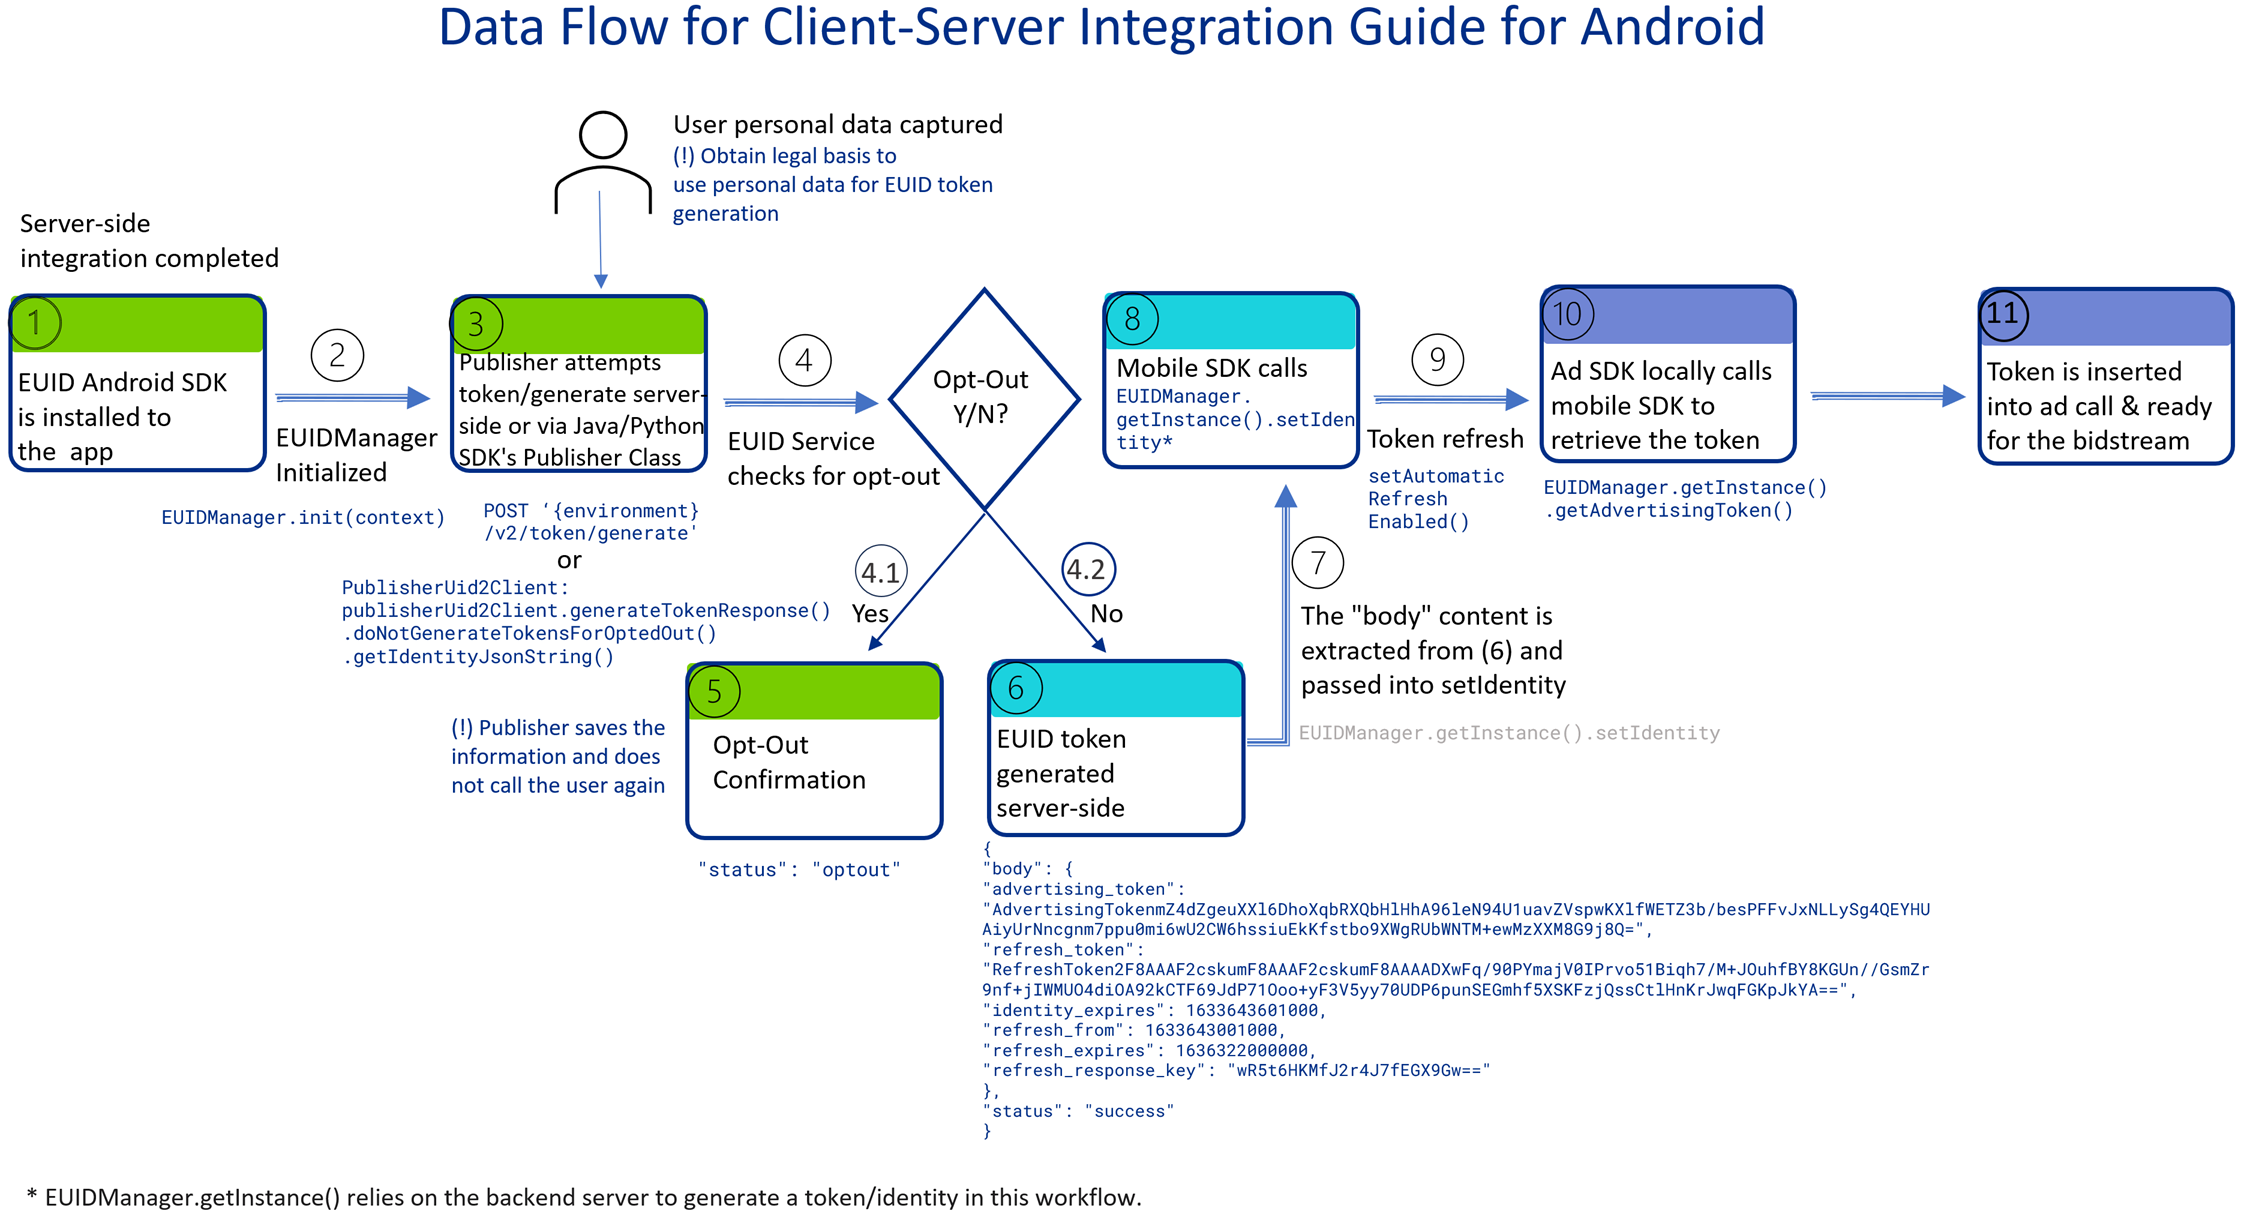 Data Flow for Client-Server Integration Guide for Android
User personal data captured
(!) Obtain legal basis to
use personal data for EUID token
generation
Server-side
integration completed
1
EUID Android SDK
is installed to
the app
2
EUIDManager
Initialized
EUIDManager.init(context)
3
Publisher attempts
token/generate server-
side or via Java/Python
SDK's Publisher Class
POST ‘{environment}
/v2/token/generate'
or
PublisherUid2Client:
publisherUid2Client.generateTokenResponse()
.doNotGenerateTokensForOptedOut()
.getIdentityJsonString()
4
EUID Service
checks for opt-out
Opt-Out
Y/N?
4.1
Yes
4.2
No
5
Opt-Out
Confirmation
(!) Publisher saves the
information and does
not call the user again
"status": "optout"
6
EUID token
generated
server-side
{
"body": {
"advertising_token":
"AdvertisingTokenmZ4dZgeuXXl6DhoXqbRXQbHlHhA96leN94U1uavZVspwKXlfWETZ3b/besPFFvJxNLLySg4QEYHU
AiyUrNncgnm7ppu0mi6wU2CW6hssiuEkKfstbo9XWgRUbWNTM+ewMzXXM8G9j8Q=",
"refresh_token":
"RefreshToken2F8AAAF2cskumF8AAAF2cskumF8AAAADXwFq/90PYmajV0IPrvo51Biqh7/M+JOuhfBY8KGUn//GsmZr
9nf+jIWMUO4diOA92kCTF69JdP71Ooo+yF3V5yy70UDP6punSEGmhf5XSKFzjQssCtlHnKrJwqFGKpJkYA==",
"identity_expires": 1633643601000,
"refresh_from": 1633643001000,
"refresh_expires": 1636322000000,
"refresh_response_key": "wR5t6HKMfJ2r4J7fEGX9Gw=="
},
"status": "success"
}
7
The "body" content is
extracted from (6) and
passed into setIdentity
EUIDManager.getInstance().setIdentity
8
Mobile SDK calls
EUIDManager.
getInstance().setIden
tity*
9
Token refresh
setAutomatic
Refresh
Enabled()
10
Ad SDK locally calls
mobile SDK to
retrieve the token
EUIDManager.getInstance()
.getAdvertisingToken()
11
Token is inserted
into ad call & ready
for the bidstream
* EUIDManager.getInstance() relies on the backend server to generate a token/identity in this workflow.